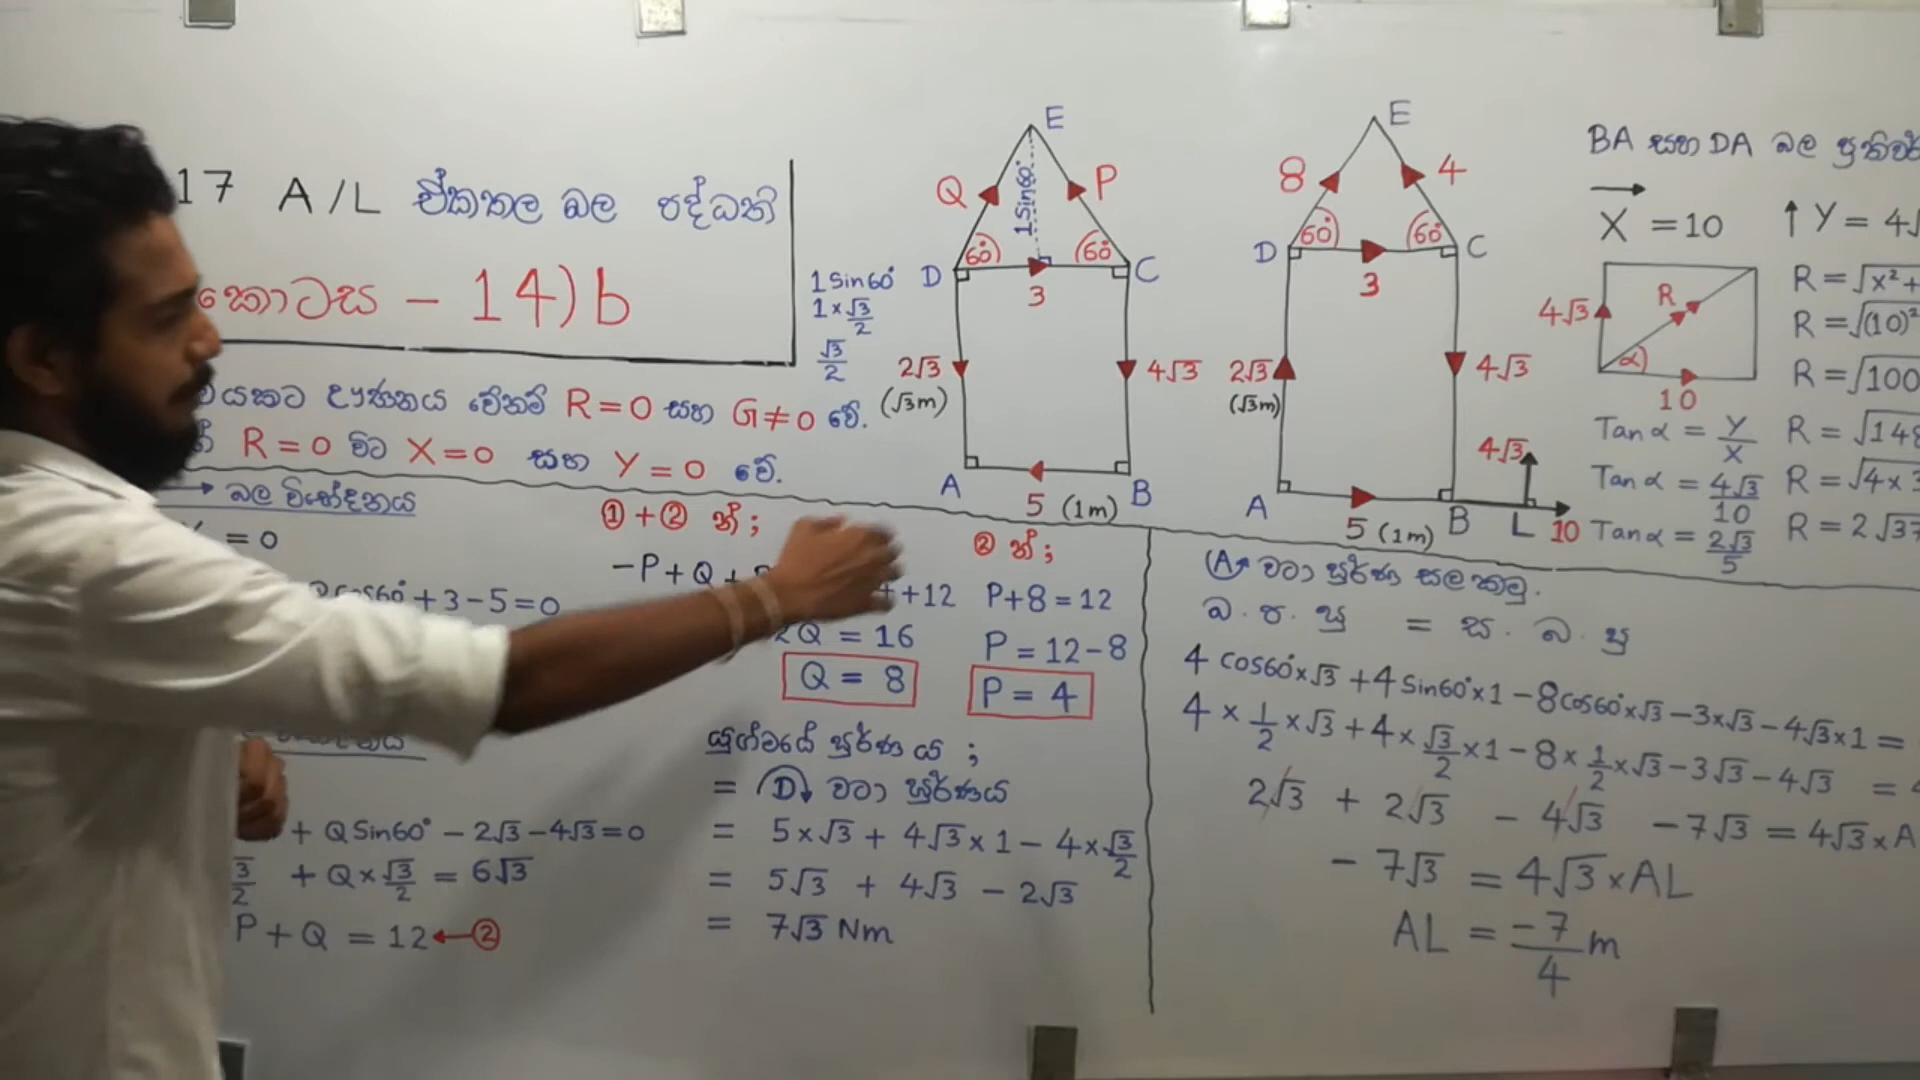 17 A/L ඒකතල බල පද්ධති
කොටස - 14)b
ඌණනය වේනම් R=0 සහ G≠0 වේ.
R=0 විට X=0 සහ Y=0 වේ.
→ බල විභේදනය
= 0
cos60° + 3 - 5 = 0
+ QSin60° - 2√3 - 4√3 = 0
+ Q×√3/2 = 6√3
P + Q = 12 ← ②
① + ② න් ;
-P + Q +
+ 12
2Q = 16
Q = 8
② න් ;
P + 8 = 12
P = 12 - 8
P = 4
යුග්මයේ සූර්ණය ;
= D වටා සූර්ණය
= 5×√3 + 4√3×1 - 4×√3/2
= 5√3 + 4√3 - 2√3
= 7√3 Nm
1Sin60°
1×√3/2
√3/2
E
Q
P
1Sin60°
60°
60°
D
C
3
2√3
(√3m)
4√3
A
B
5 (1m)
E
8
4
60°
60°
D
C
3
2√3
(√3m)
4√3
4√3
A
5 (1m)
B
L
10
BA සහ DA බල
→
X = 10
↑Y = 4√
4√3
R
α
10
R = √x²+
R = √(10)²
R = √100
Tan α = Y/X
R = √148
Tan α = 4√3/10
R = √4×3
Tan α = 2√3/5
R = 2√37
A වටා සූර්ණ සලකමු.
බ. ප. සූ = ස. බ. සූ
4 cos60°×√3 + 4 Sin60°×1 - 8cos60°×√3 - 3×√3 - 4√3×1 =
4×1/2×√3 + 4×√3/2×1 - 8×1/2×√3 - 3√3 - 4√3 = 4
2√3 + 2√3 - 4√3 - 7√3 = 4√3×A
-7√3 = 4√3×AL
AL = -7/4 m